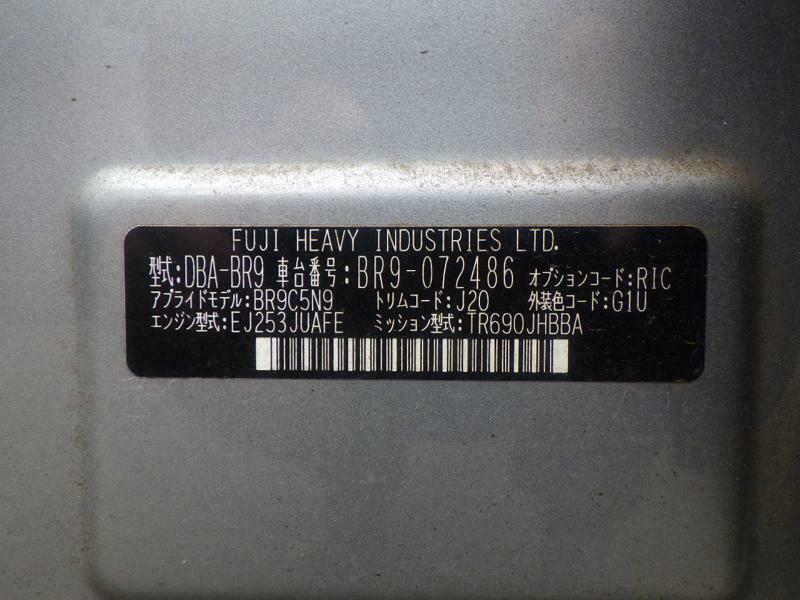 FUJI HEAVY INDUSTRIES LTD.
型式:DBA-BR9 車台番号:BR9-072486 オプションコード:RIC
アプライドモデル:BR9C5N9 トリムコード:J20 外装色コード:G1U
エンジン型式:EJ253JUAFE ミッション型式:TR690JHBBA